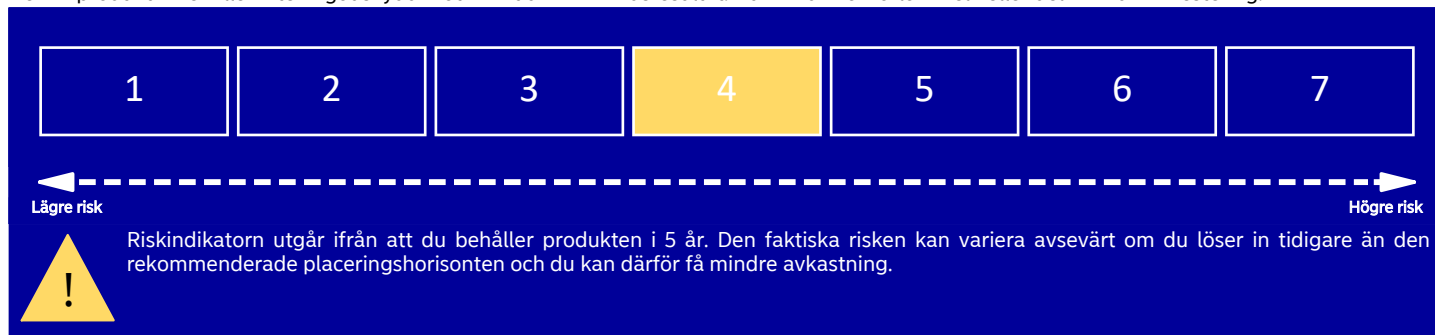 1 2 3 4 5 6 7
Lägre risk Högre risk
Riskindikatorn utgår ifrån att du behåller produkten i 5 år. Den faktiska risken kan variera avsevärt om du löser in tidigare än den
! rekommenderade placeringshorisonten och du kan därför få mindre avkastning.